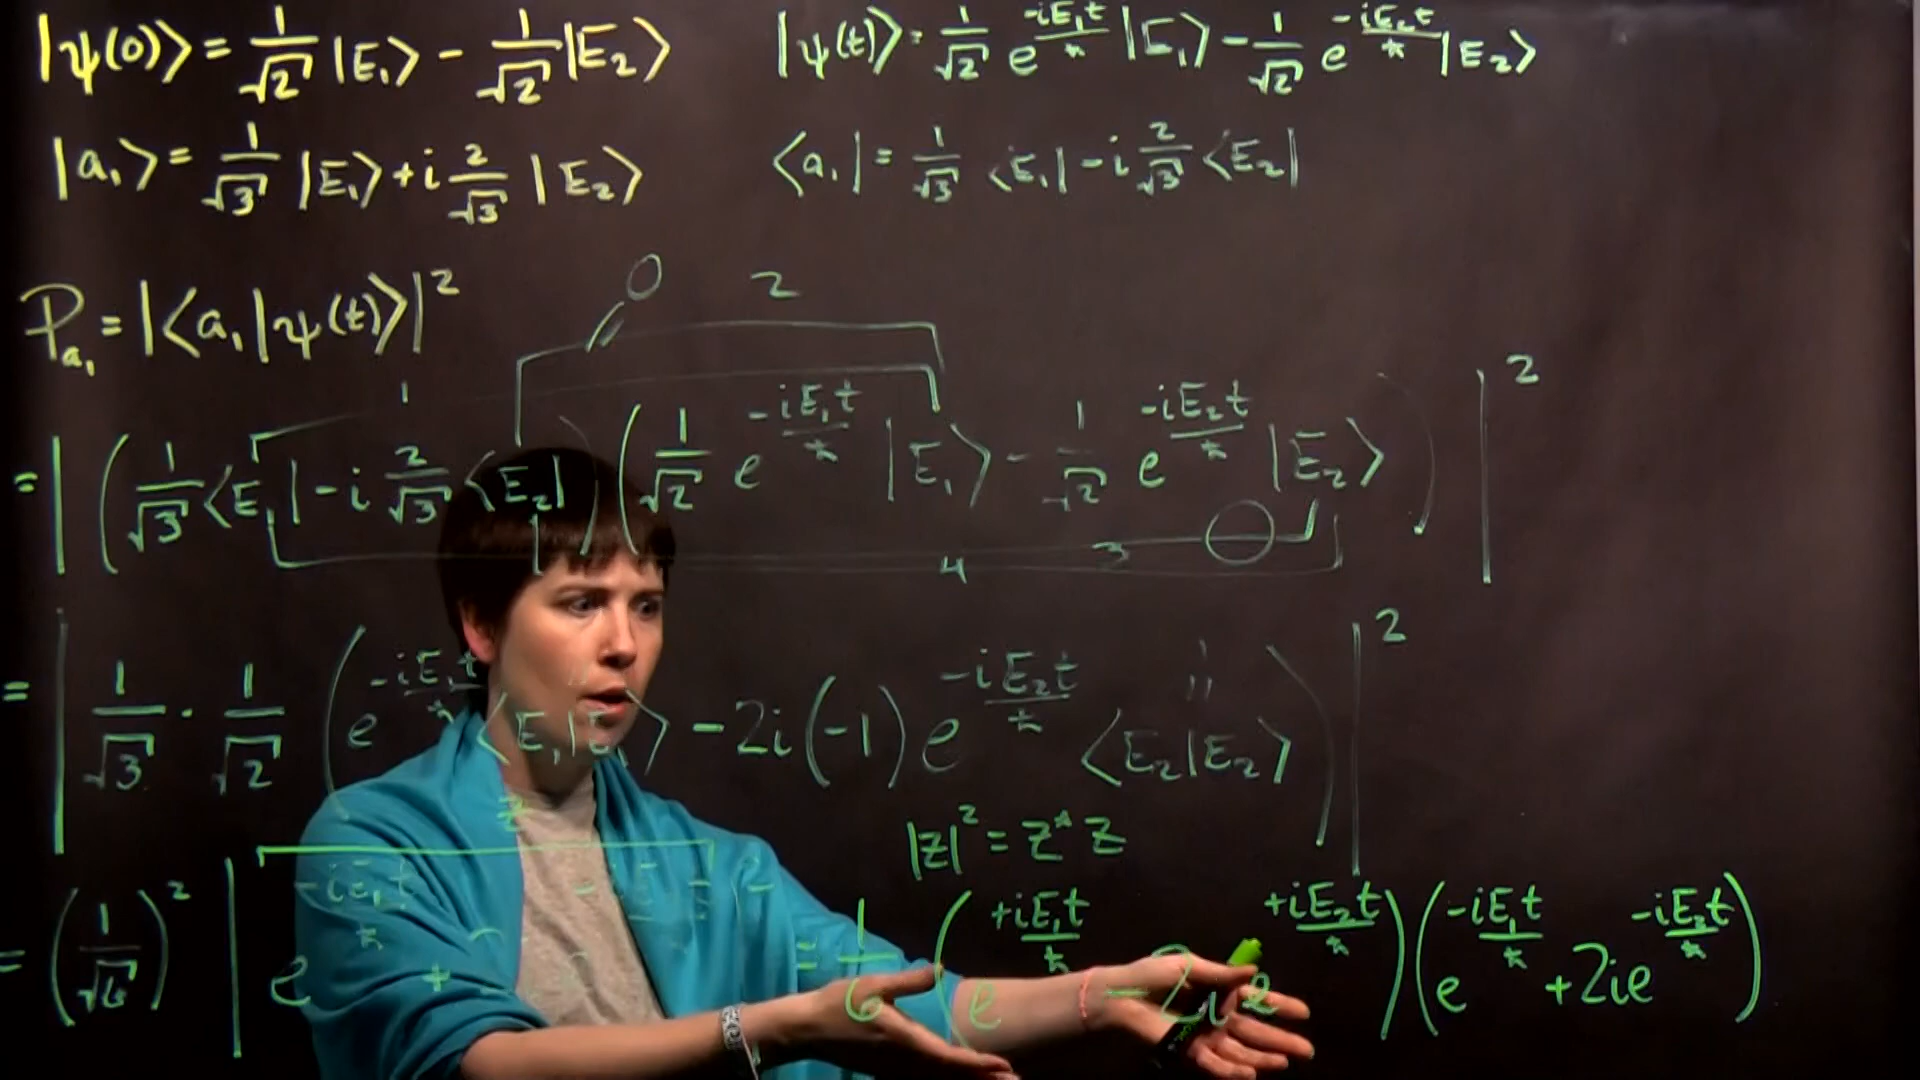 |ψ(0)⟩ = 1/√2 |E₁⟩ - 1/√2 |E₂⟩
|ψ(t)⟩ = 1/√2 e^(-iE₁t/ħ) |E₁⟩ - 1/√2 e^(-iE₂t/ħ) |E₂⟩
|a₁⟩ = 1/√3 |E₁⟩ + i 2/√3 |E₂⟩
⟨a₁| = 1/√3 ⟨E₁| - i 2/√3 ⟨E₂|
P_a₁ = |⟨a₁|ψ(t)⟩|²
0 2
1
= |(1/√3 ⟨E₁| - i 2/√3 ⟨E₂|)(1/√2 e^(-iE₁t/ħ) |E₁⟩ - 1/√2 e^(-iE₂t/ħ) |E₂⟩)|²
4 3
= |1/√3 · 1/√2 (e^(-iE₁t/ħ) ⟨E₁|E₁⟩ - 2i(-1) e^(-iE₂t/ħ) ⟨E₂|E₂⟩)|²
z
|z|² = z* z
= (1/√6)² | e^(-iE₁t/ħ) +
= 1/6 (e^(+iE₁t/ħ) - 2ie^(+iE₂t/ħ))(e^(-iE₁t/ħ) + 2ie^(-iE₂t/ħ))